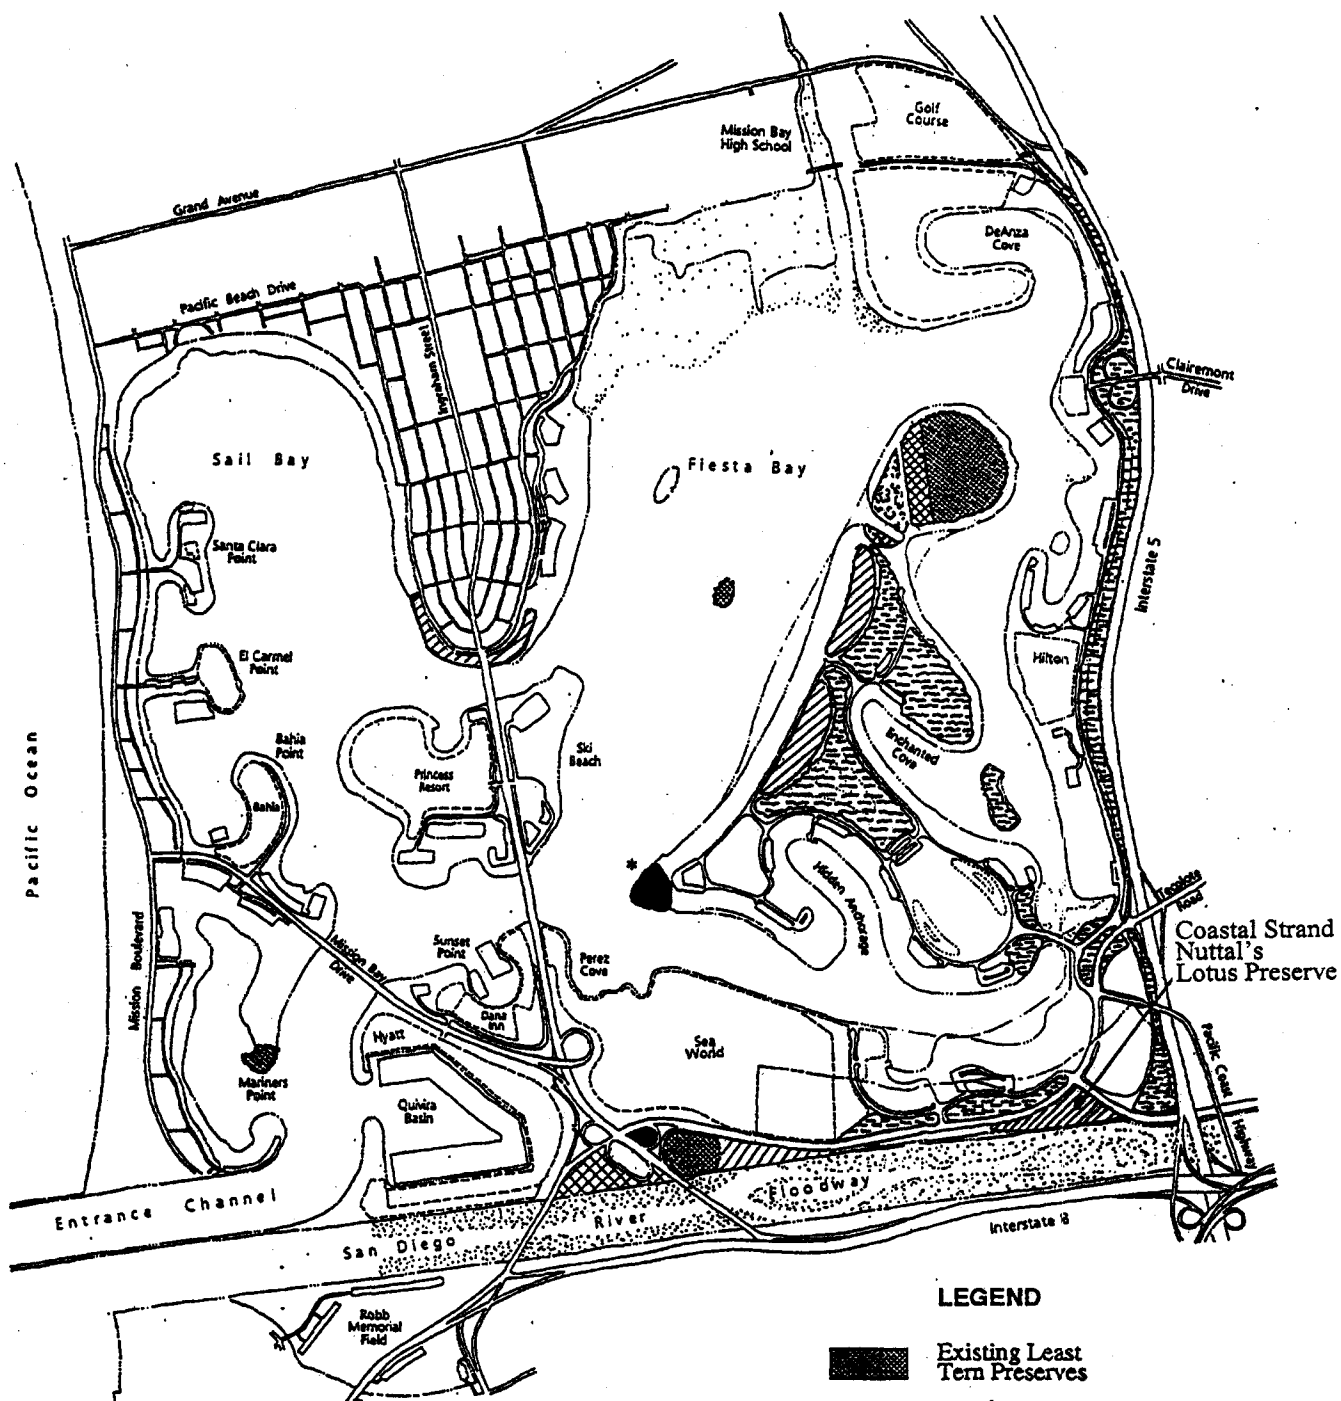 Golf
Course
Mission Bay
High School
Grand Avenue
DeAnza
Cove
Pacific Beach Drive
Ingraham Street
Clairemont
Drive
Sail Bay
Fiesta Bay
Santa Clara
Point
Interstate 5
El Carmel
Point
Hilton
Pacific Ocean
Bahia
Point
Bahia
Princess
Resort
Ski
Beach
Enchanted
Cove
*
Hidden
Anchorage
Tecolote
Road
Coastal Strand
Nuttal's
Lotus Preserve
Mission Boulevard
Mission Bay
Drive
Sunset
Point
Perez
Cove
Dana
Inn
Hyatt
Sea
World
Mariners
Point
Quivira
Basin
Pacific Coast
Highway
Entrance Channel
San Diego River Floodway
Interstate 8
Robb
Memorial
Field
LEGEND
Existing Least
Tern Preserves